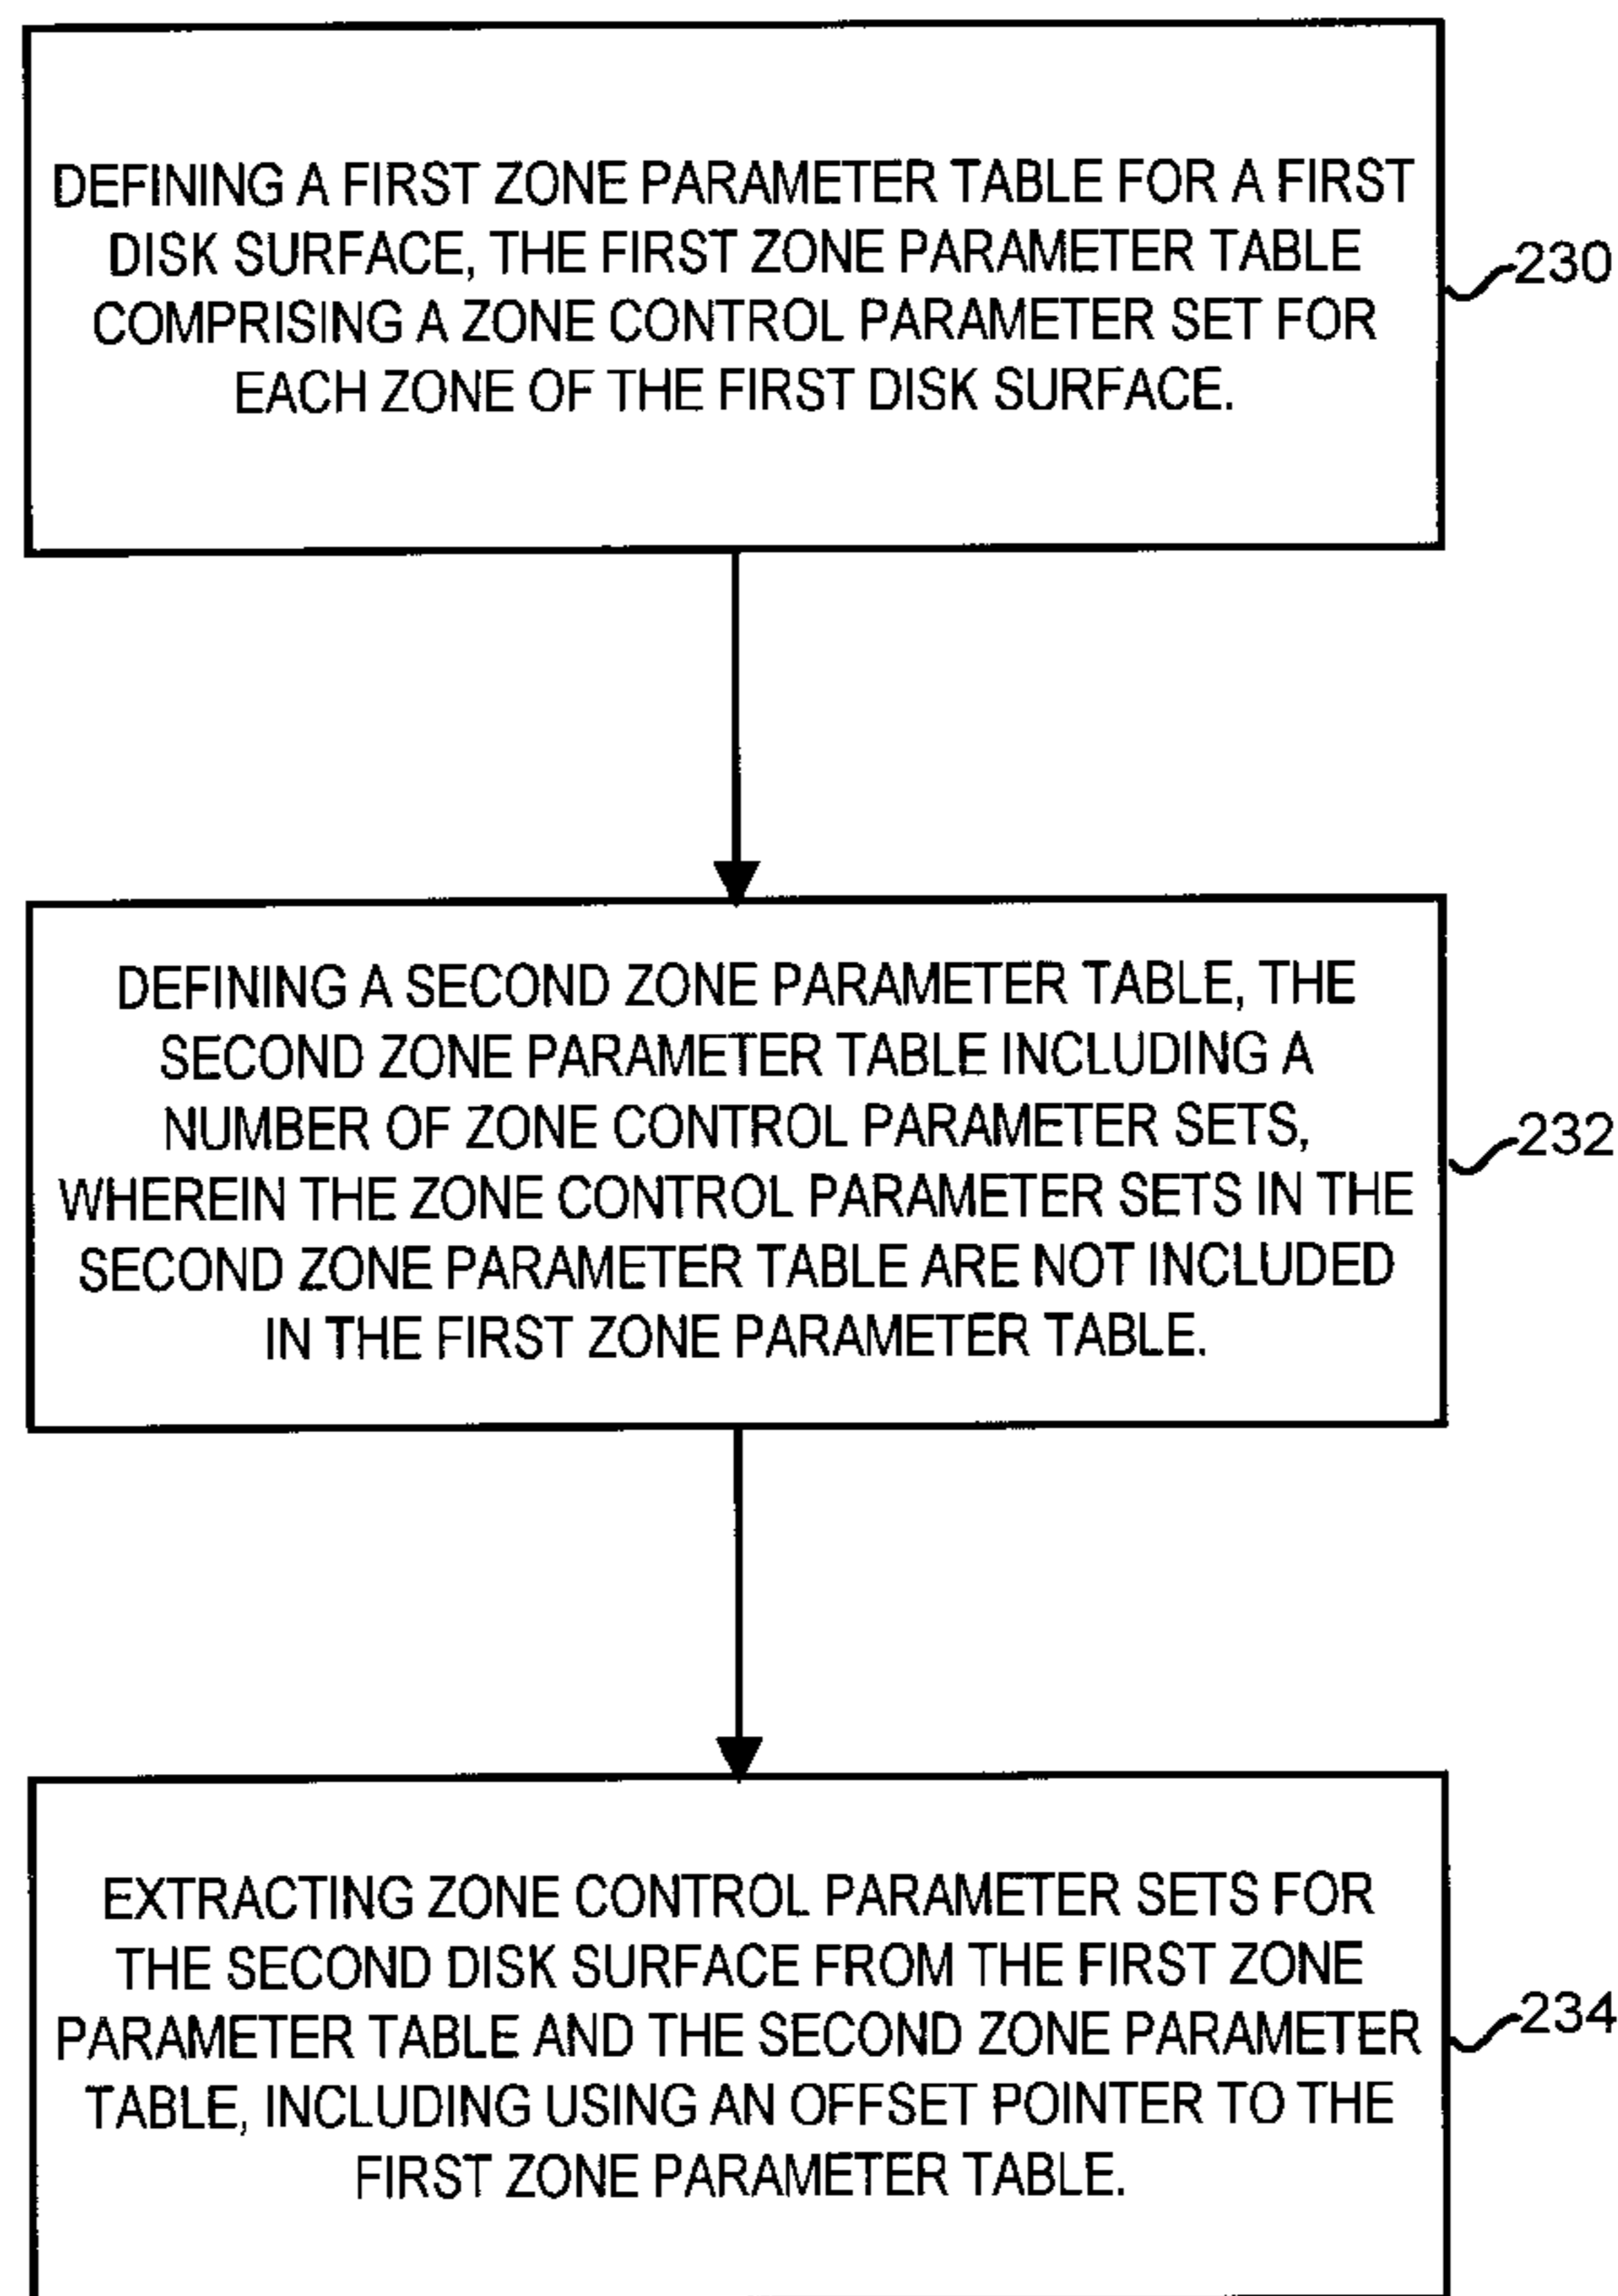 DEFINING A FIRST ZONE PARAMETER TABLE FOR A FIRST
DISK SURFACE, THE FIRST ZONE PARAMETER TABLE
COMPRISING A ZONE CONTROL PARAMETER SET FOR
EACH ZONE OF THE FIRST DISK SURFACE.
230
DEFINING A SECOND ZONE PARAMETER TABLE, THE
SECOND ZONE PARAMETER TABLE INCLUDING A
NUMBER OF ZONE CONTROL PARAMETER SETS,
WHEREIN THE ZONE CONTROL PARAMETER SETS IN THE
SECOND ZONE PARAMETER TABLE ARE NOT INCLUDED
IN THE FIRST ZONE PARAMETER TABLE.
232
EXTRACTING ZONE CONTROL PARAMETER SETS FOR
THE SECOND DISK SURFACE FROM THE FIRST ZONE
PARAMETER TABLE AND THE SECOND ZONE PARAMETER
TABLE, INCLUDING USING AN OFFSET POINTER TO THE
FIRST ZONE PARAMETER TABLE.
234